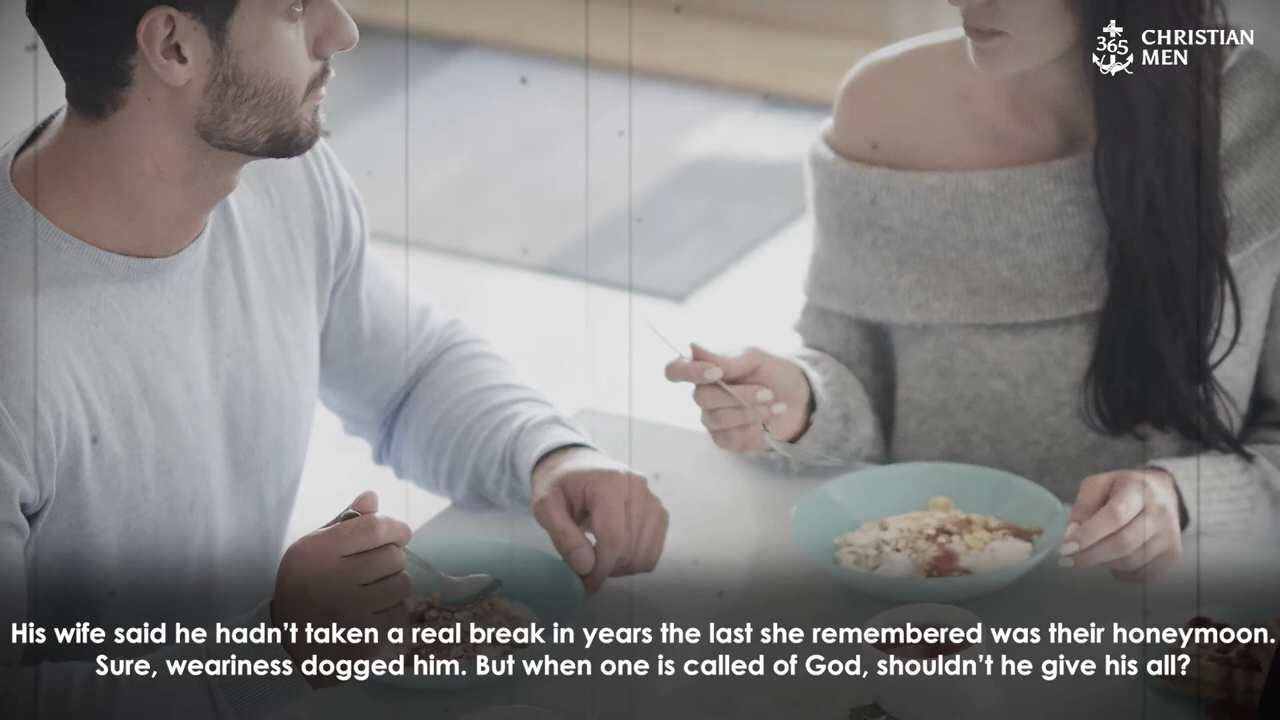 365
CHRISTIAN
MEN
His wife said he hadn't taken a real break in years the last she remembered was their honeymoon.
Sure, weariness dogged him. But when one is called of God, shouldn't he give his all?